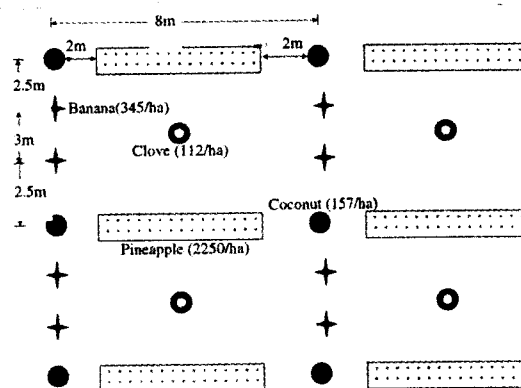 8m
2m
2m
2.5m
Banana(345/ha)
3m
Clove (112/ha)
2.5m
Coconut (157/ha)
Pineapple (2250/ha)